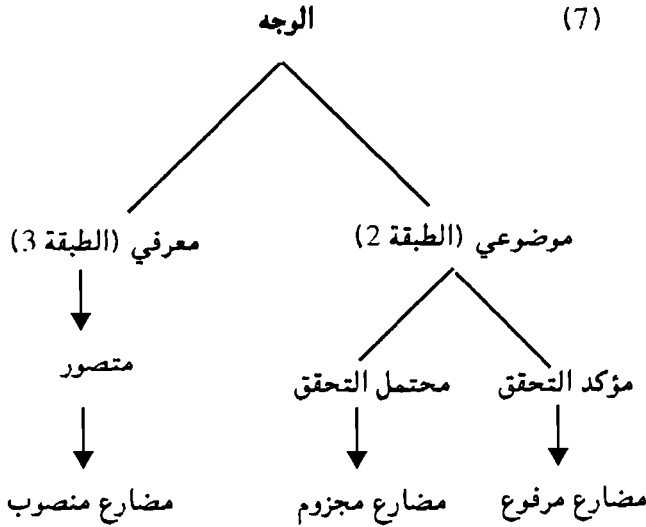 (7) الوجه
موضوعي (الطبقة 2) معرفي (الطبقة 3)
مؤكد التحقق محتمل التحقق متصور
مضارع مرفوع مضارع مجزوم مضارع منصوب